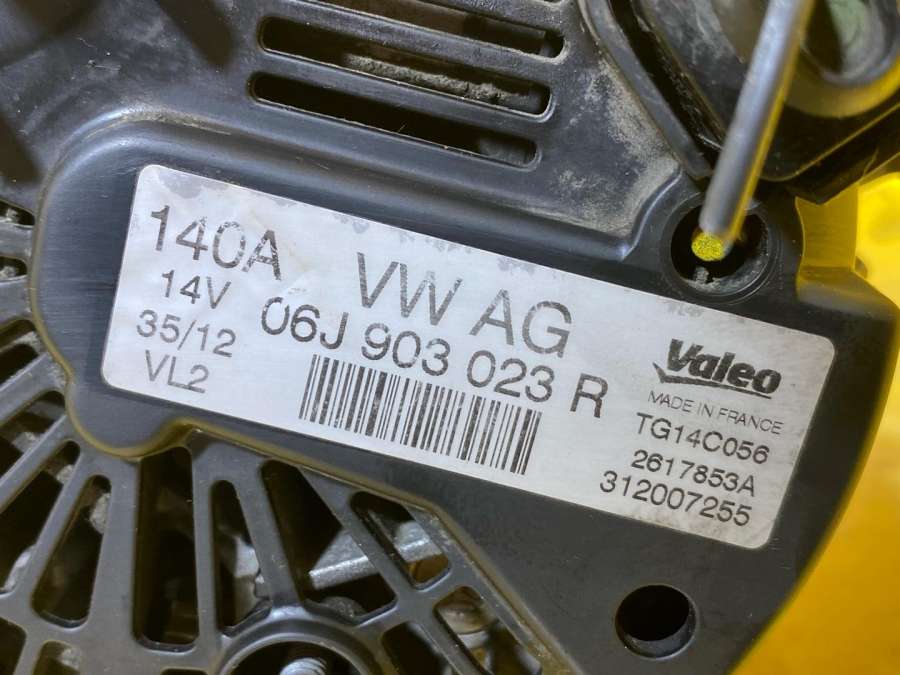 140A
14V
35/12
VL2
VW AG
06J 903 023 R
Valeo
MADE IN FRANCE
TG14C056
2617853A
312007255